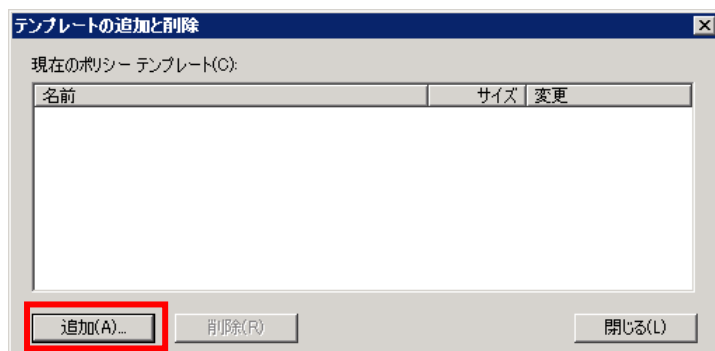 テンプレートの追加と削除
現在のポリシー テンプレート(C):
名前 サイズ 変更
追加(A)... 削除(R) 閉じる(L)